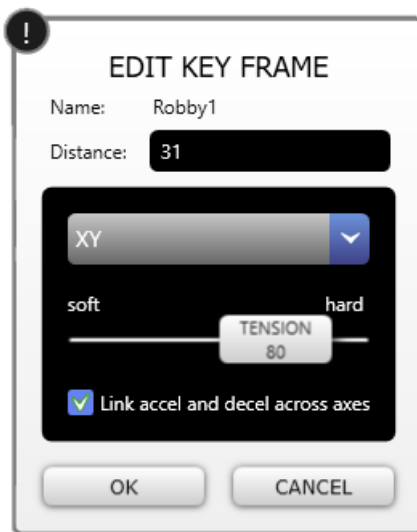 !
EDIT KEY FRAME
Name: Robby1
Distance: 31
XY
soft hard
TENSION
80
Link accel and decel across axes
OK CANCEL